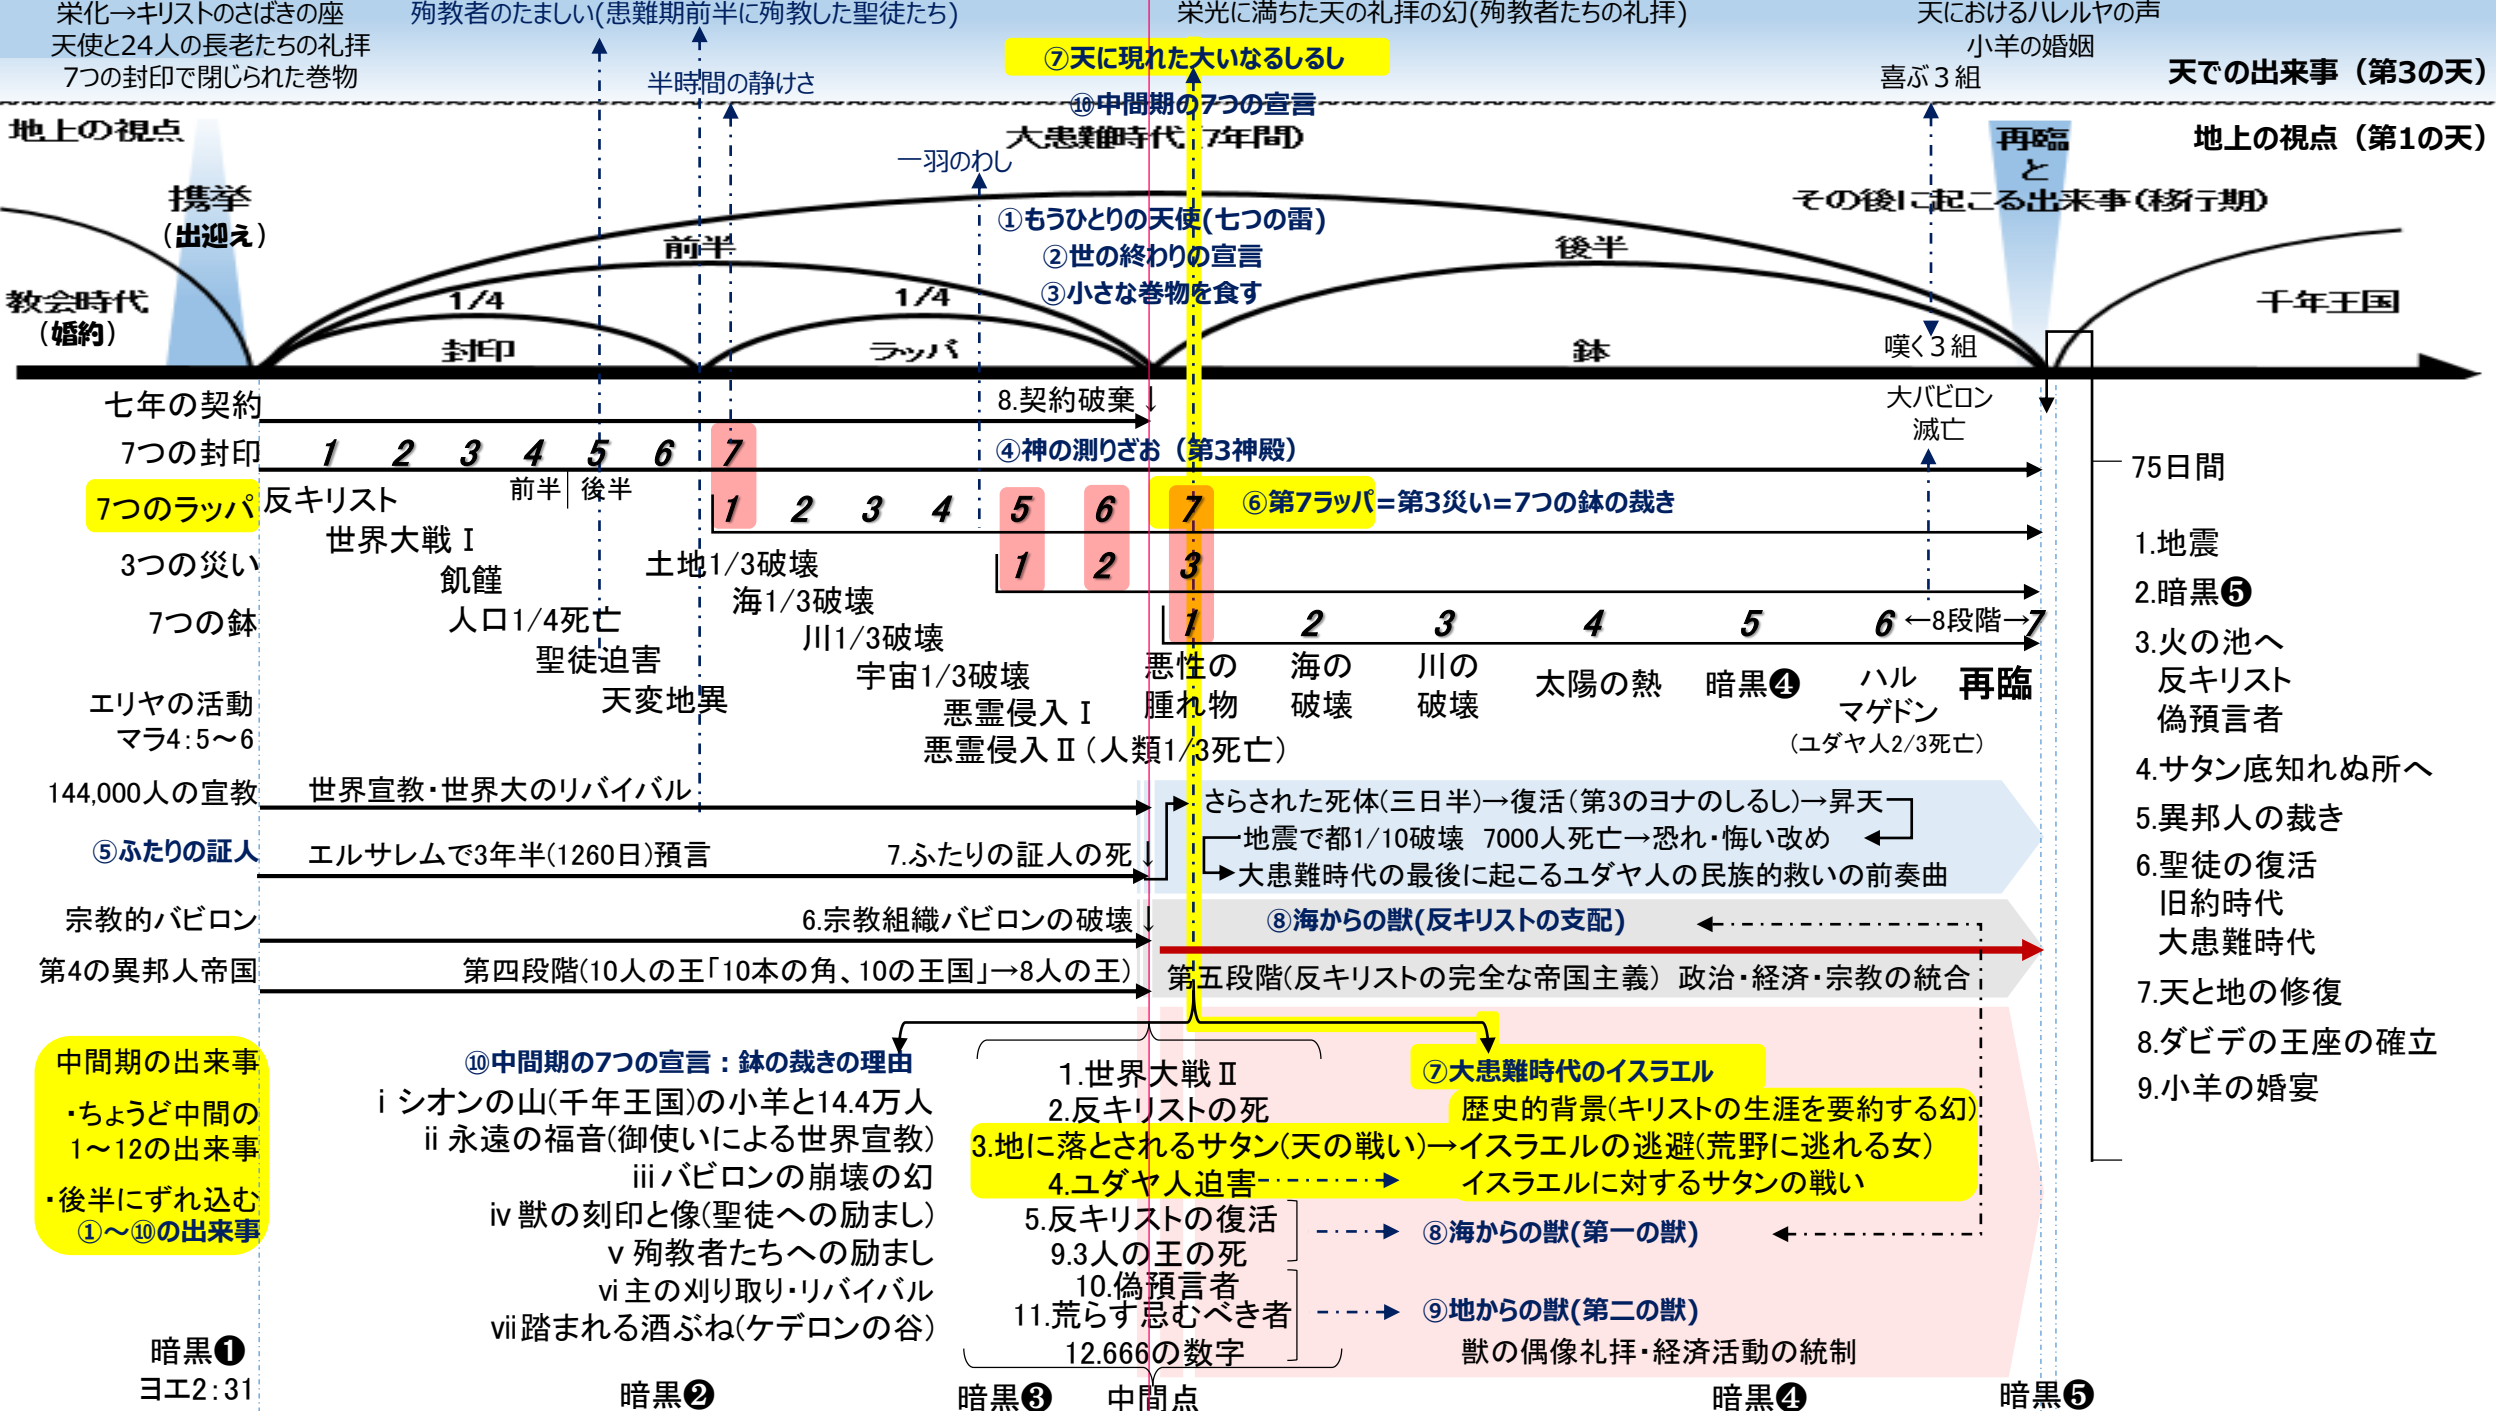 栄化→キリストのさばきの座
天使と24人の長老たちの礼拝
7つの封印で閉じられた巻物
殉教者のたましい(患難期前半に殉教した聖徒たち)
半時間の静けさ
栄光に満ちた天の礼拝の幻(殉教者たちの礼拝)
⑦天に現れた大いなるしるし
⑩中間期の7つの宣言
天におけるハレルヤの声
小羊の婚姻
喜ぶ3組
天での出来事（第3の天）
地上の視点
大患難時代(7年間)
地上の視点（第1の天）
携挙
(出迎え)
一羽のわし
①もうひとりの天使(七つの雷)
②世の終わりの宣言
③小さな巻物を食す
再臨
と
その後に起こる出来事(移行期)
教会時代
(婚約)
前半
後半
1/4
1/4
封印
ラッパ
鉢
嘆く3組
千年王国
七年の契約
8.契約破棄↓
大バビロン
滅亡
7つの封印
1 2 3 4 5 6 7
④神の測りざお（第3神殿）
前半
後半
7つのラッパ
1 2 3 4 5 6 7
⑥第7ラッパ=第3災い=7つの鉢の裁き
反キリスト
世界大戦Ⅰ
飢饉
人口1/4死亡
聖徒迫害
天変地異
3つの災い
1 2 3
土地1/3破壊
海1/3破壊
川1/3破壊
宇宙1/3破壊
悪霊侵入Ⅰ
悪霊侵入Ⅱ(人類1/3死亡)
7つの鉢
1 2 3 4 5 6 ←8段階→7
悪性の
腫れ物
海の
破壊
川の
破壊
太陽の熱
暗黒❹
ハル
マゲドン
(ユダヤ人2/3死亡)
再臨
エリヤの活動
マラ4:5～6
144,000人の宣教
世界宣教・世界大のリバイバル
さらされた死体(三日半)→復活(第3のヨナのしるし)→昇天
地震で都1/10破壊 7000人死亡→恐れ・悔い改め
大患難時代の最後に起こるユダヤ人の民族的救いの前奏曲
⑤ふたりの証人
エルサレムで3年半(1260日)預言
7.ふたりの証人の死↓
宗教的バビロン
6.宗教組織バビロンの破壊↓
⑧海からの獣(反キリストの支配)
第4の異邦人帝国
第四段階(10人の王「10本の角、10の王国」→8人の王)
第五段階(反キリストの完全な帝国主義) 政治・経済・宗教の統合
75日間
1.地震
2.暗黒❺
3.火の池へ
反キリスト
偽預言者
4.サタン底知れぬ所へ
5.異邦人の裁き
6.聖徒の復活
旧約時代
大患難時代
7.天と地の修復
8.ダビデの王座の確立
9.小羊の婚宴
中間期の出来事
・ちょうど中間の
1～12の出来事
・後半にずれ込む
①～⑩の出来事
⑩中間期の7つの宣言：鉢の裁きの理由
ⅰ シオンの山(千年王国)の小羊と14.4万人
ⅱ 永遠の福音(御使いによる世界宣教)
ⅲ バビロンの崩壊の幻
ⅳ 獣の刻印と像(聖徒への励まし)
ⅴ 殉教者たちへの励まし
ⅵ 主の刈り取り・リバイバル
ⅶ 踏まれる酒ぶね(ケデロンの谷)
1.世界大戦Ⅱ
2.反キリストの死
3.地に落とされるサタン(天の戦い)→イスラエルの逃避(荒野に逃れる女)
4.ユダヤ人迫害
5.反キリストの復活
9.3人の王の死
10.偽預言者
11.荒らす忌むべき者
12.666の数字
⑦大患難時代のイスラエル
歴史的背景(キリストの生涯を要約する幻)
イスラエルに対するサタンの戦い
⑧海からの獣(第一の獣)
⑨地からの獣(第二の獣)
獣の偶像礼拝・経済活動の統制
暗黒❶
ヨエ2:31
暗黒❷
暗黒❸
中間点
暗黒❹
暗黒❺